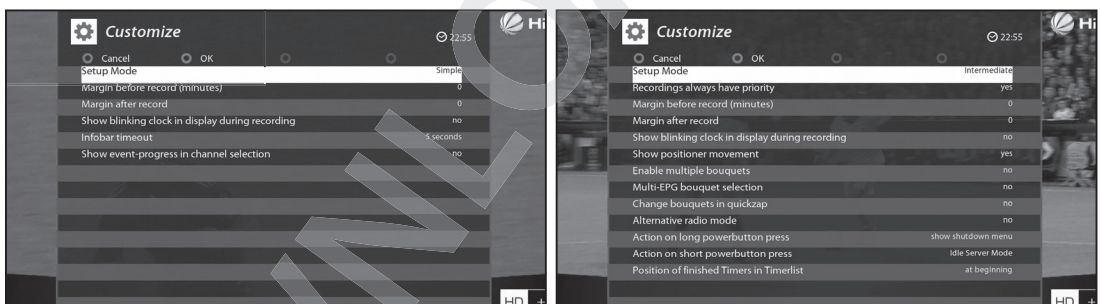 Customize
22:55
Hi
Cancel OK
Setup Mode Simple
Margin before record (minutes) 0
Margin after record 0
Show blinking clock in display during recording no
Infobar timeout 5 seconds
Show event-progress in channel selection no
HD +
Customize
22:55
Hi
Cancel OK
Setup Mode Intermediate
Recordings always have priority yes
Margin before record (minutes) 0
Margin after record 0
Show blinking clock in display during recording no
Show positioner movement yes
Enable multiple bouquets no
Multi-EPG bouquet selection no
Change bouquets in quickzap no
Alternative radio mode no
Action on long powerbutton press show shutdown menu
Action on short powerbutton press Idle Server Mode
Position of finished Timers in Timerlist at beginning
HD +